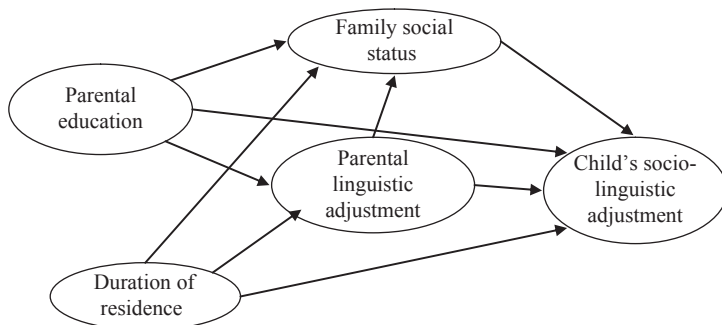 Family social
status
Parental
education
Parental
linguistic
adjustment
Child's socio-
linguistic
adjustment
Duration of
residence